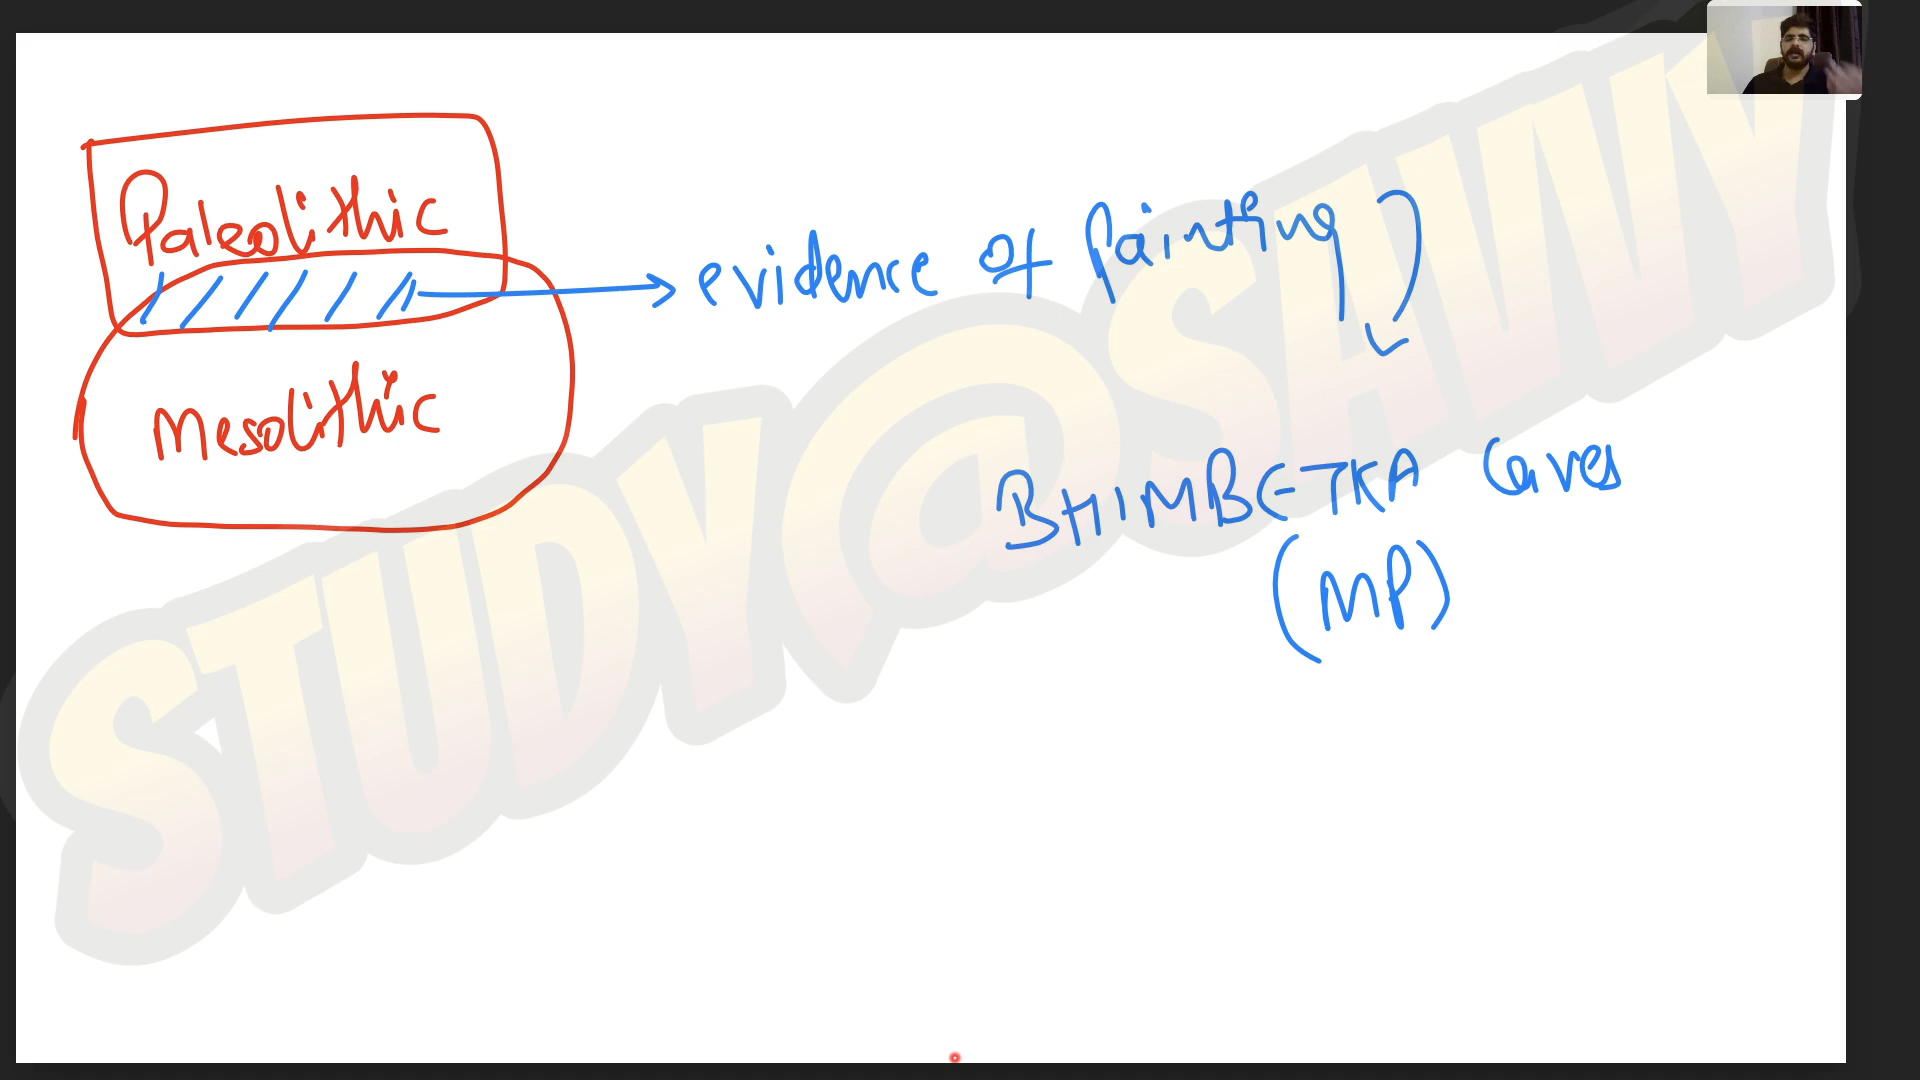 Paleolithic
evidence of Painting
Mesolithic
BHIMBETKA Caves
(MP)
STUDY@SAVVY